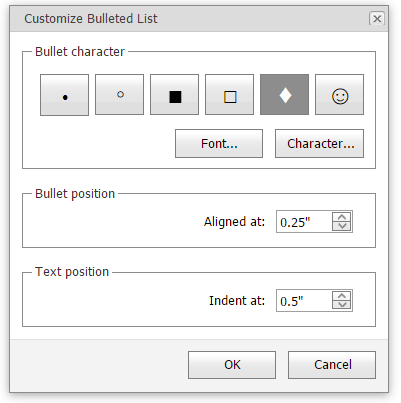 Customize Bulleted List
Bullet character
• ○ ■ □ ♦ ☺
Font... Character...
Bullet position
Aligned at: 0.25"
Text position
Indent at: 0.5"
OK Cancel